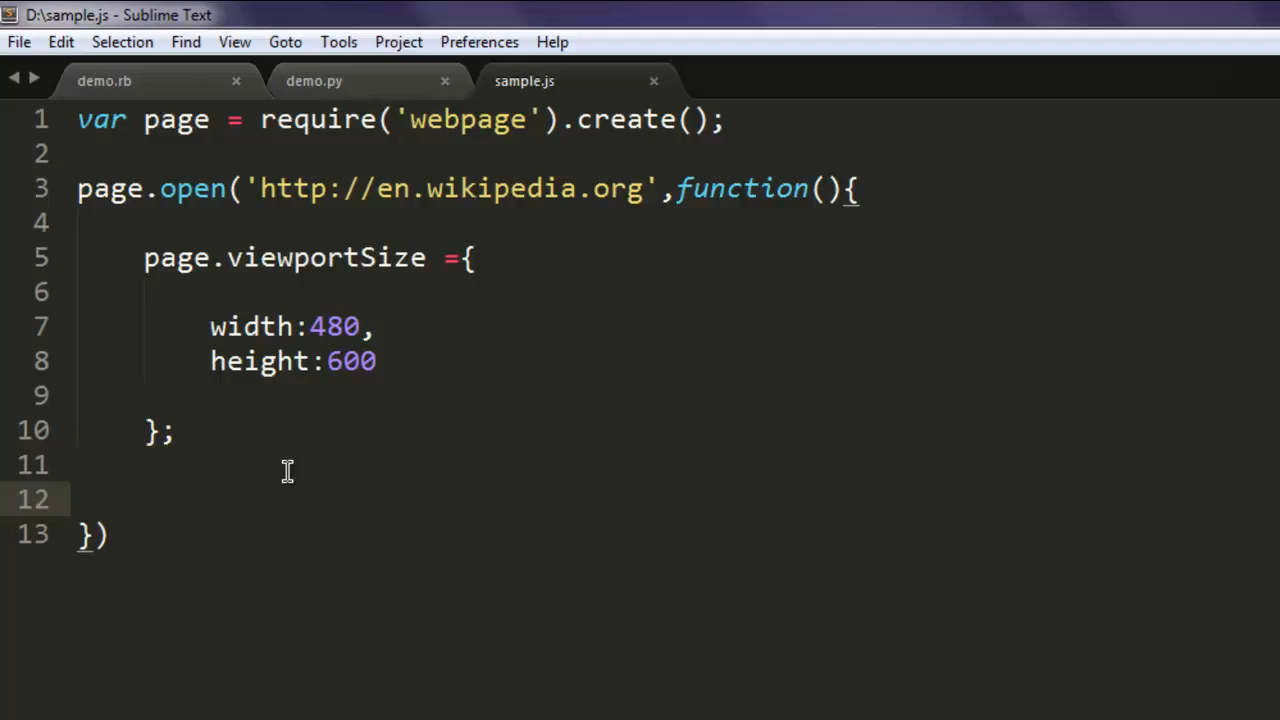 D:\sample.js - Sublime Text
File Edit Selection Find View Goto Tools Project Preferences Help
demo.rb × demo.py × sample.js ×
1 var page = require('webpage').create();
2
3 page.open('http://en.wikipedia.org',function(){
4
5 page.viewportSize ={
6
7 width:480,
8 height:600
9
10 };
11
12
13 })